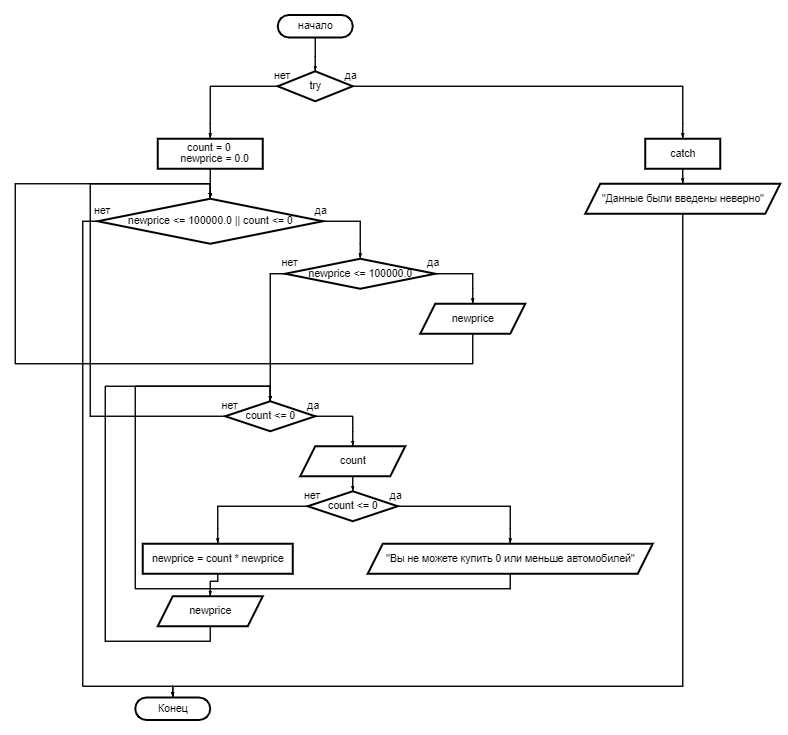 начало
нет
да
try
count = 0
newprice = 0.0
catch
"Данные были введены неверно"
нет
да
newprice <= 100000.0 || count <= 0
нет
да
newprice <= 100000.0
newprice
нет
да
count <= 0
count
нет
да
count <= 0
newprice = count * newprice
"Вы не можете купить 0 или меньше автомобилей"
newprice
Конец